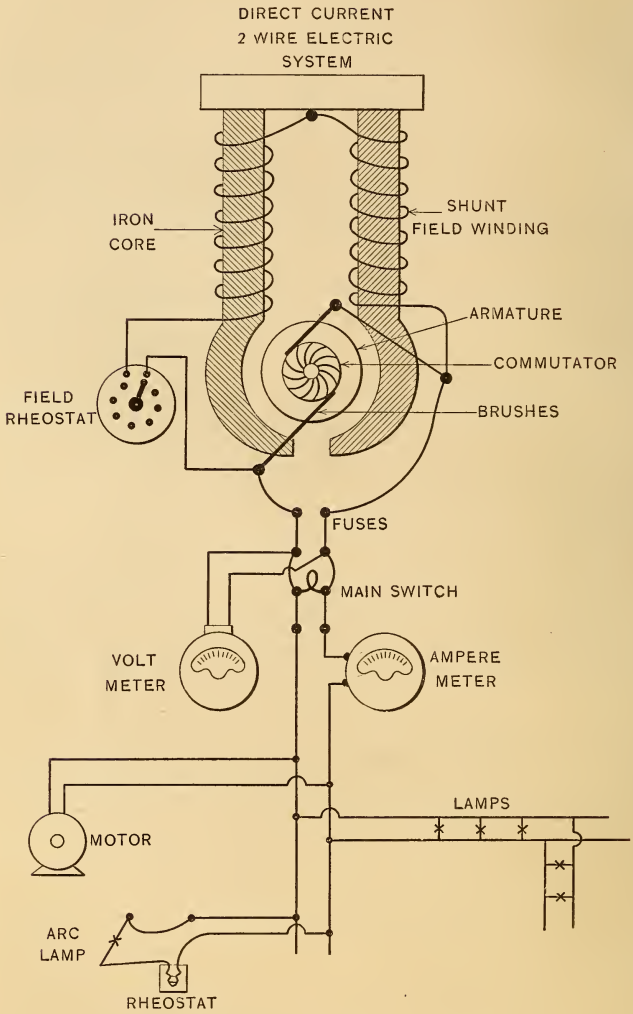 DIRECT CURRENT
2 WIRE ELECTRIC
SYSTEM
IRON
CORE
SHUNT
FIELD WINDING
ARMATURE
COMMUTATOR
BRUSHES
FIELD
RHEOSTAT
FUSES
MAIN SWITCH
VOLT
METER
AMPERE
METER
LAMPS
MOTOR
ARC
LAMP
RHEOSTAT